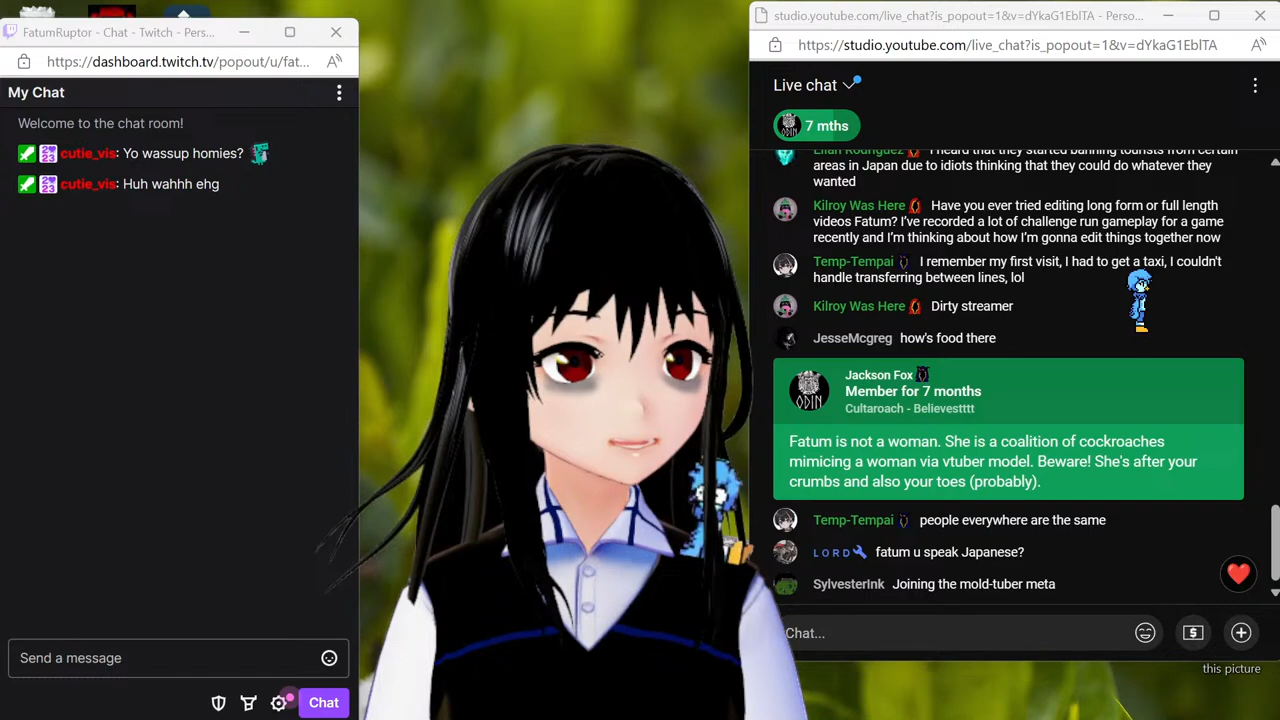 FatumRuptor - Chat - Twitch - Pers...
https://dashboard.twitch.tv/popout/u/fat...
My Chat
Welcome to the chat room!
cutie_vis: Yo wassup homies?
cutie_vis: Huh wahhh ehg
Send a message
Chat
studio.youtube.com/live_chat?is_popout=1&v=dYkaG1EblTA - Perso...
https://studio.youtube.com/live_chat?is_popout=1&v=dYkaG1EblTA
Live chat
ODIN
7 mths
Elian Rodriguez I heard that they started banning tourists from certain
areas in Japan due to idiots thinking that they could do whatever they
wanted
Kilroy Was Here Have you ever tried editing long form or full length
videos Fatum? I've recorded a lot of challenge run gameplay for a game
recently and I'm thinking about how I'm gonna edit things together now
Temp-Tempai I remember my first visit, I had to get a taxi, I couldn't
handle transferring between lines, lol
Kilroy Was Here Dirty streamer
JesseMcgreg how's food there
ODIN
Jackson Fox
Member for 7 months
Cultaroach - Believestttt
Fatum is not a woman. She is a coalition of cockroaches
mimicing a woman via vtuber model. Beware! She's after your
crumbs and also your toes (probably).
Temp-Tempai people everywhere are the same
L O R D fatum u speak Japanese?
SylvesterInk Joining the mold-tuber meta
Chat...
this picture